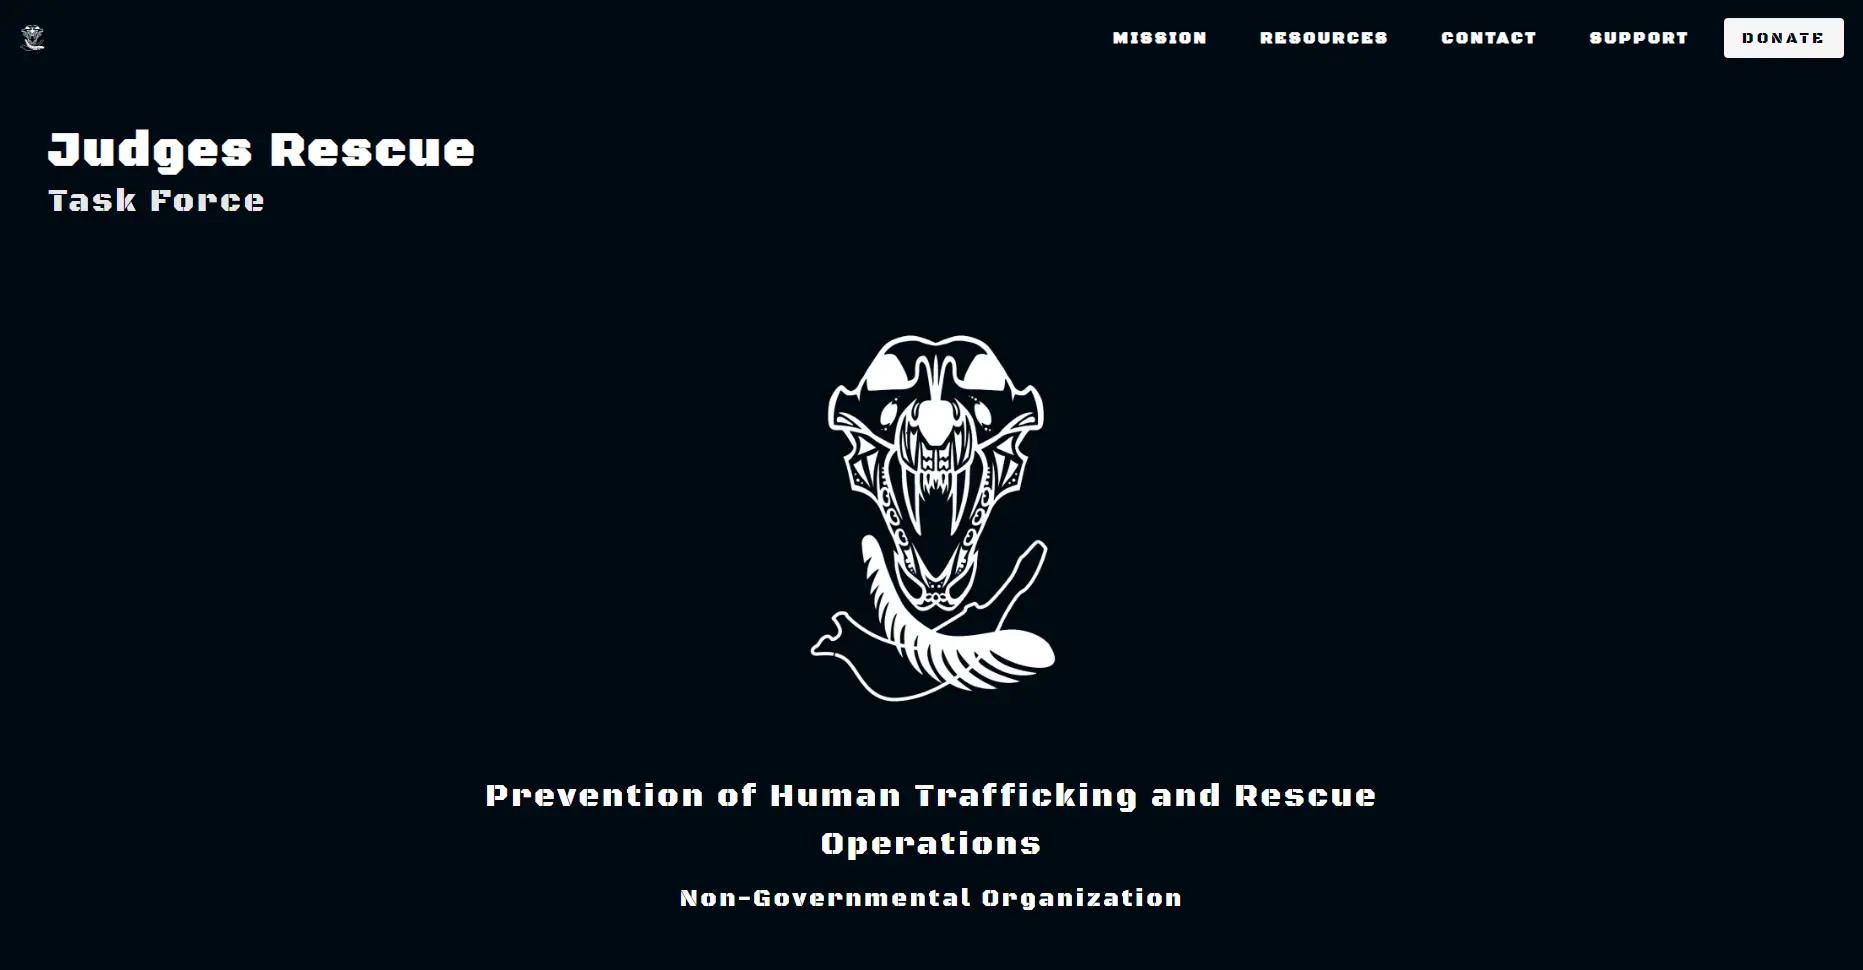 MISSION
RESOURCES
CONTACT
SUPPORT
DONATE
Judges Rescue
Task Force
Prevention of Human Trafficking and Rescue
Operations
Non-Governmental Organization